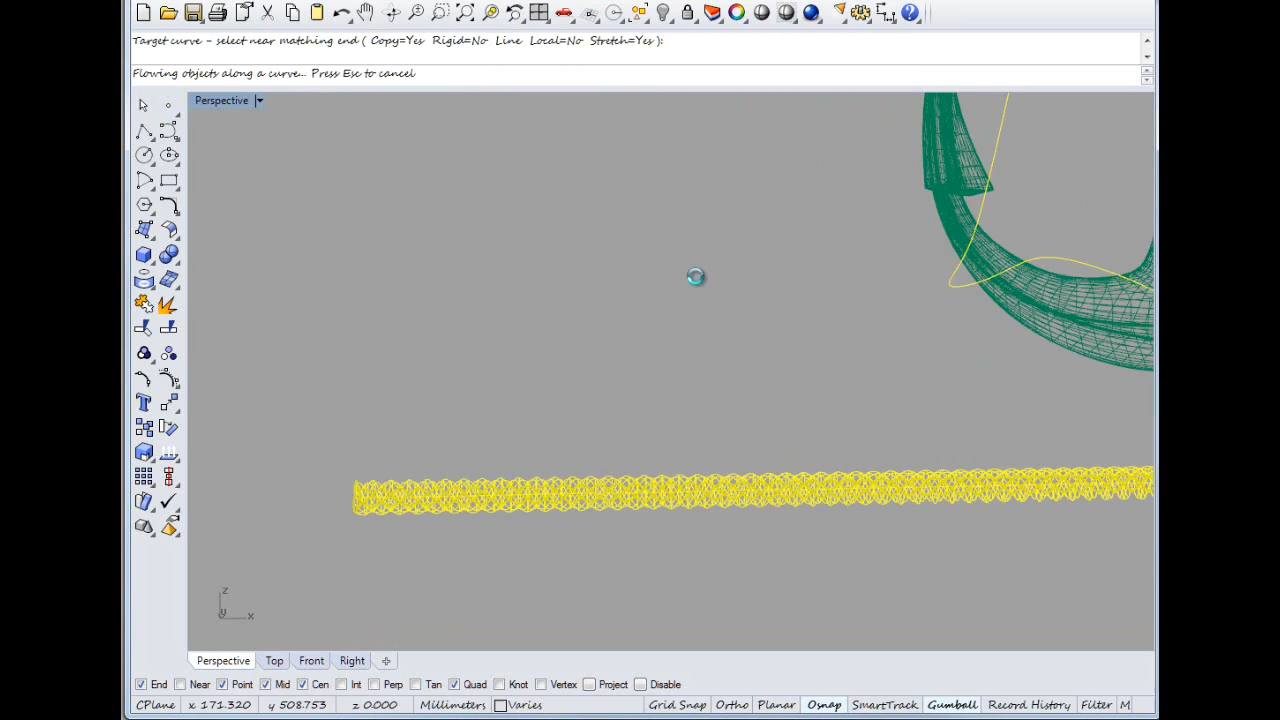 Target curve - select near matching end ( Copy=Yes Rigid=No Line Local=No Stretch=Yes ):
Flowing objects along a curve... Press Esc to cancel
Perspective
z
y x
Perspective Top Front Right
End Near Point Mid Cen Int Perp Tan Quad Knot Vertex Project Disable
CPlane x 171.320 y 508.753 z 0.000 Millimeters Varies Grid Snap Ortho Planar Osnap SmartTrack Gumball Record History Filter M